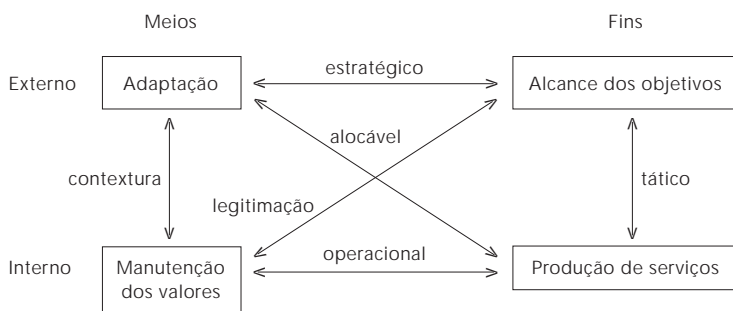 Meios
Fins
Externo
Adaptação
estratégico
Alcance dos objetivos
alocável
contextura
tático
legitimação
Interno
Manutenção
dos valores
operacional
Produção de serviços